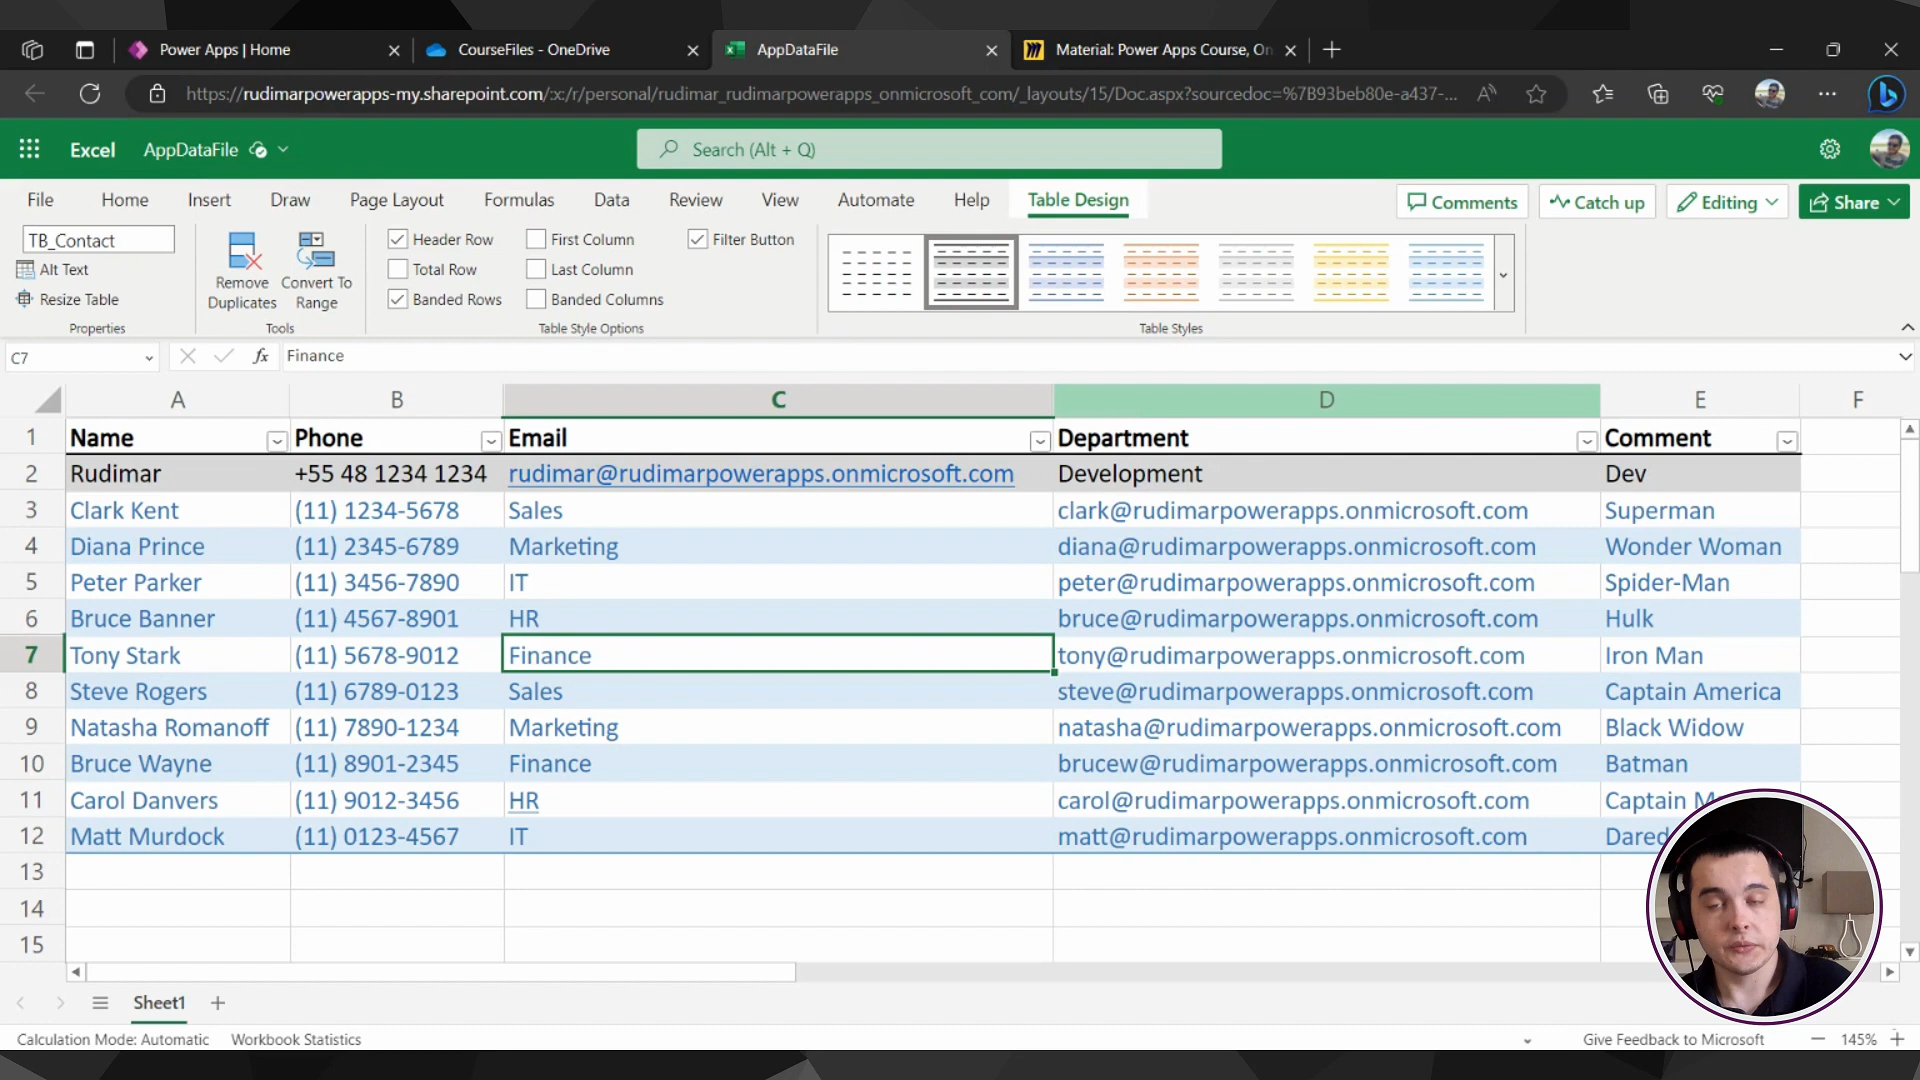 Power Apps | Home
CourseFiles - OneDrive
AppDataFile
Material: Power Apps Course, On
https://rudimarpowerapps-my.sharepoint.com/:x:/r/personal/rudimar_rudimarpowerapps_onmicrosoft_com/_layouts/15/Doc.aspx?sourcedoc=%7B93beb80e-a437-...
Excel AppDataFile
Search (Alt + Q)
File Home Insert Draw Page Layout Formulas Data Review View Automate Help Table Design
Comments Catch up Editing Share
TB_Contact
Alt Text
Resize Table
Properties
Remove Duplicates
Convert To Range
Tools
Header Row First Column Filter Button
Total Row Last Column
Banded Rows Banded Columns
Table Style Options
Table Styles
C7 fx Finance
A B C D E F
1 Name Phone Email Department Comment
2 Rudimar +55 48 1234 1234 rudimar@rudimarpowerapps.onmicrosoft.com Development Dev
3 Clark Kent (11) 1234-5678 Sales clark@rudimarpowerapps.onmicrosoft.com Superman
4 Diana Prince (11) 2345-6789 Marketing diana@rudimarpowerapps.onmicrosoft.com Wonder Woman
5 Peter Parker (11) 3456-7890 IT peter@rudimarpowerapps.onmicrosoft.com Spider-Man
6 Bruce Banner (11) 4567-8901 HR bruce@rudimarpowerapps.onmicrosoft.com Hulk
7 Tony Stark (11) 5678-9012 Finance tony@rudimarpowerapps.onmicrosoft.com Iron Man
8 Steve Rogers (11) 6789-0123 Sales steve@rudimarpowerapps.onmicrosoft.com Captain America
9 Natasha Romanoff (11) 7890-1234 Marketing natasha@rudimarpowerapps.onmicrosoft.com Black Widow
10 Bruce Wayne (11) 8901-2345 Finance brucew@rudimarpowerapps.onmicrosoft.com Batman
11 Carol Danvers (11) 9012-3456 HR carol@rudimarpowerapps.onmicrosoft.com Captain M
12 Matt Murdock (11) 0123-4567 IT matt@rudimarpowerapps.onmicrosoft.com Dared
13
14
15
Sheet1
Calculation Mode: Automatic Workbook Statistics
Give Feedback to Microsoft 145%